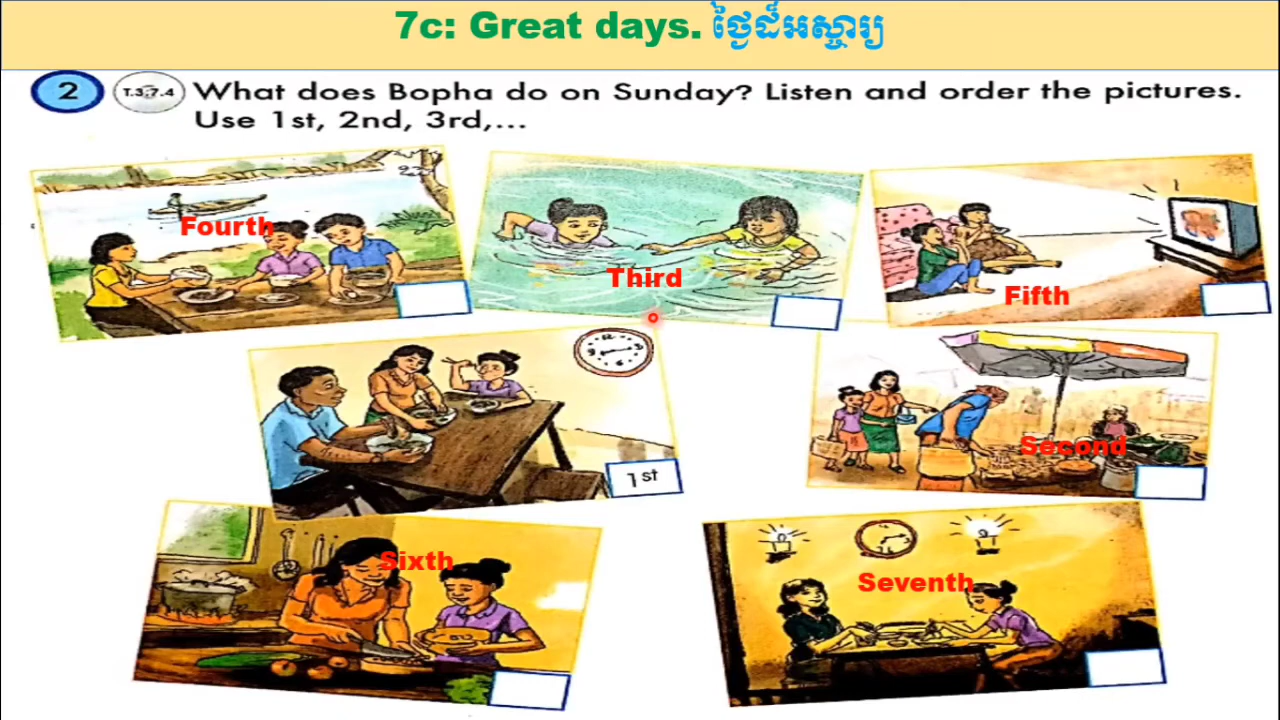 7c: Great days. ថ្ងៃដ៏អស្ចារ្យ
2 T.3.7.4 What does Bopha do on Sunday? Listen and order the pictures.
Use 1st, 2nd, 3rd,...
Fourth
Third
Fifth
1st
Second
Sixth
Seventh